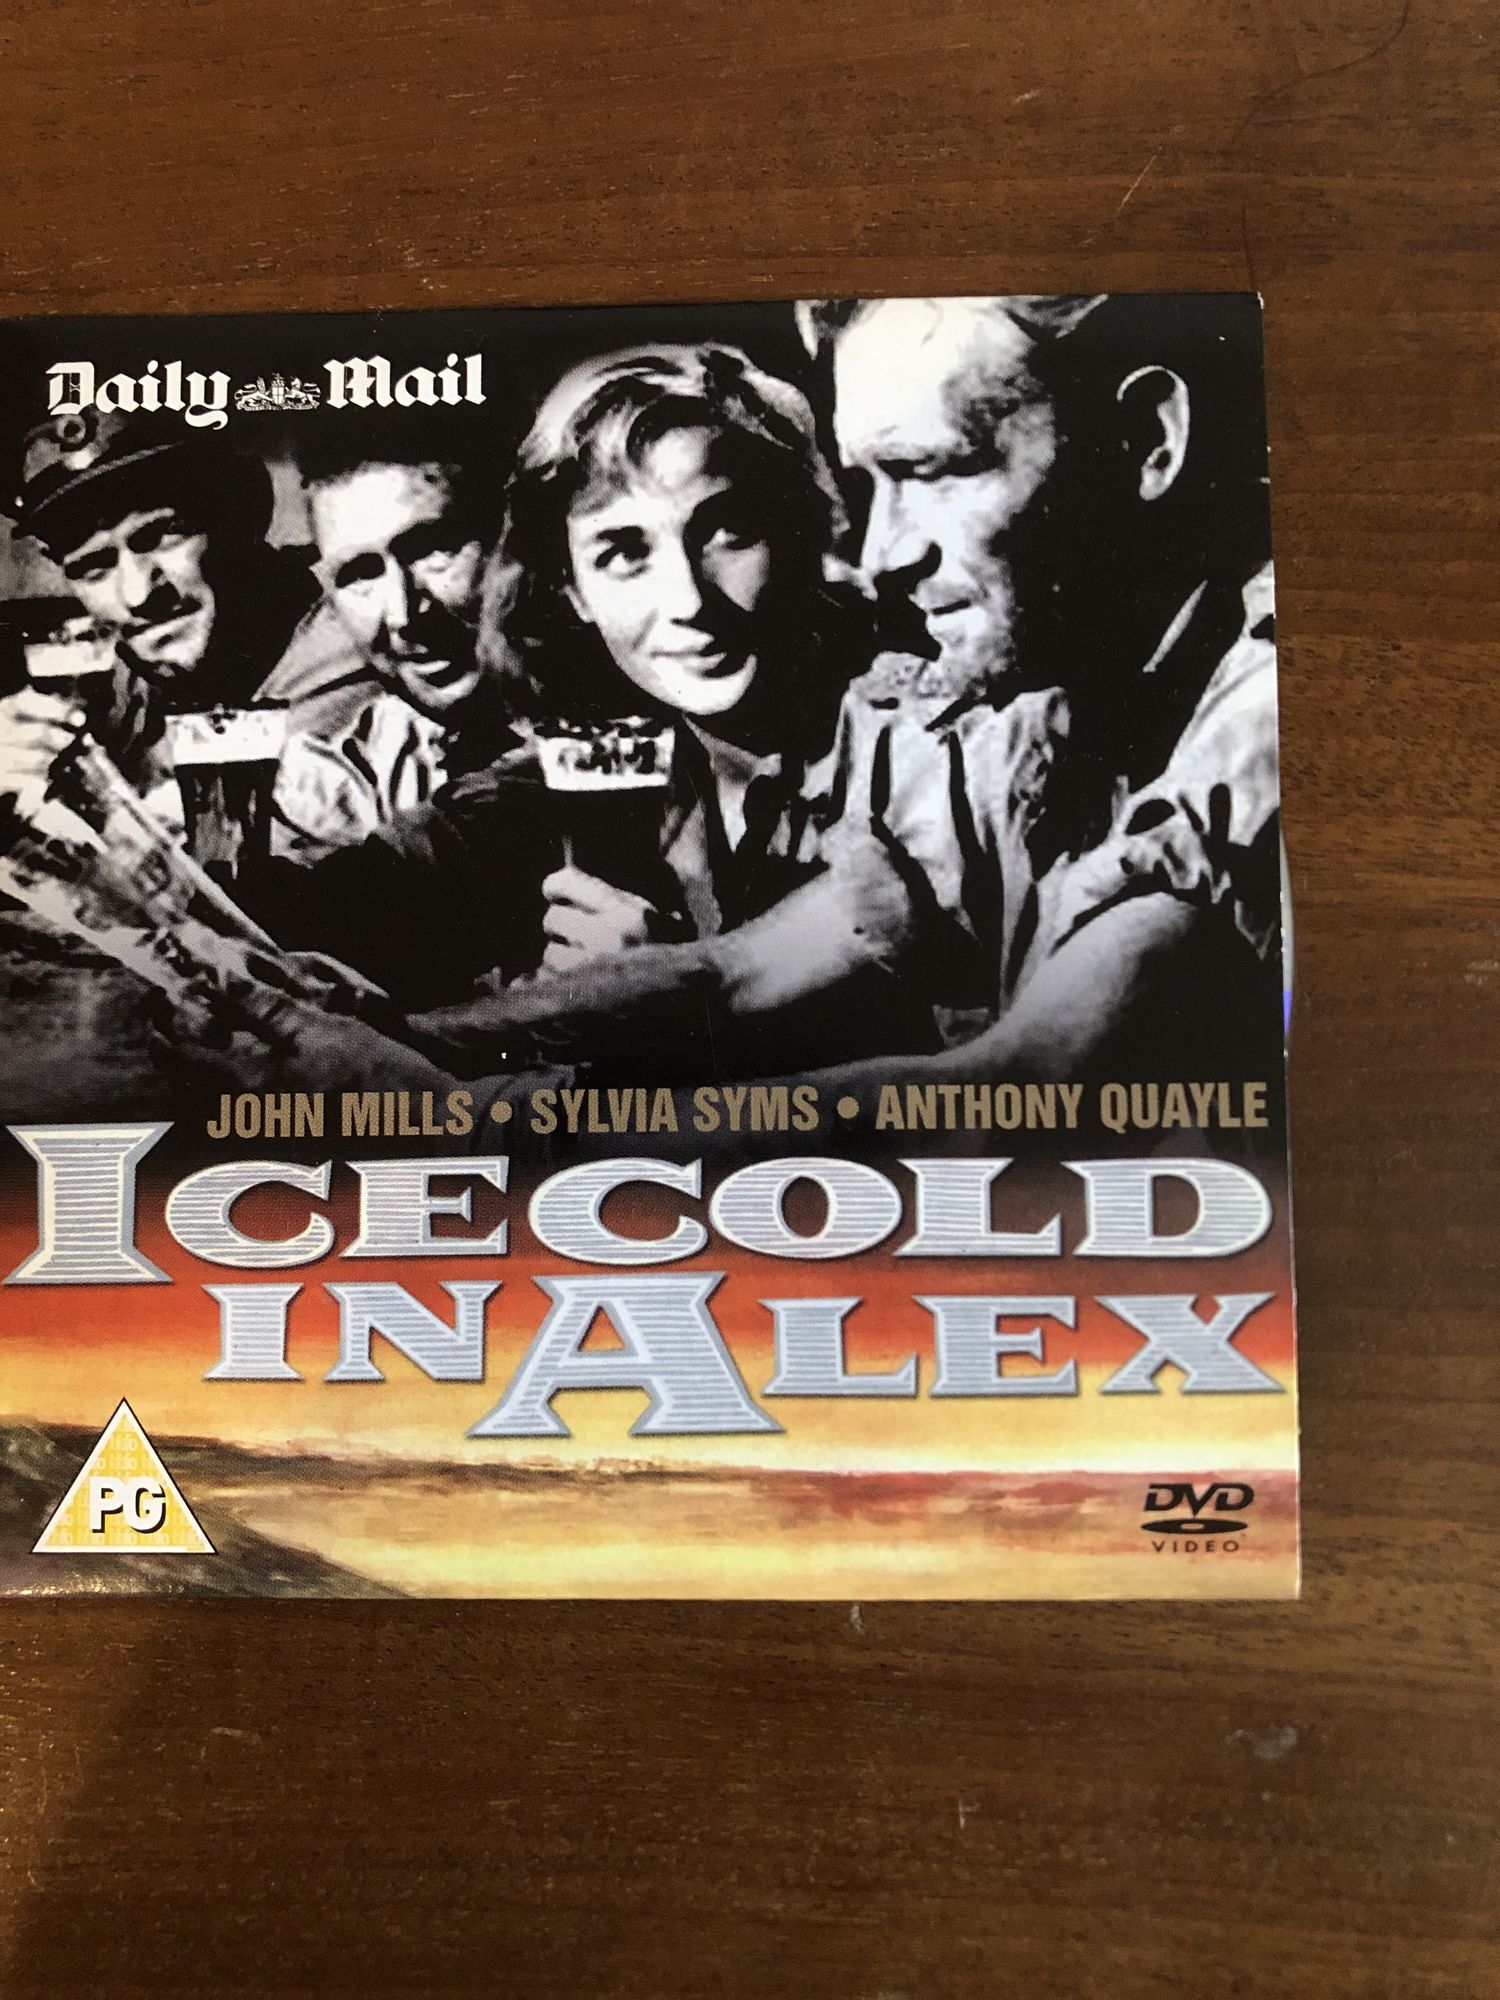 Daily Mail
JOHN MILLS • SYLVIA SYMS • ANTHONY QUAYLE
ICE COLD
IN ALEX
PG
DVD
VIDEO